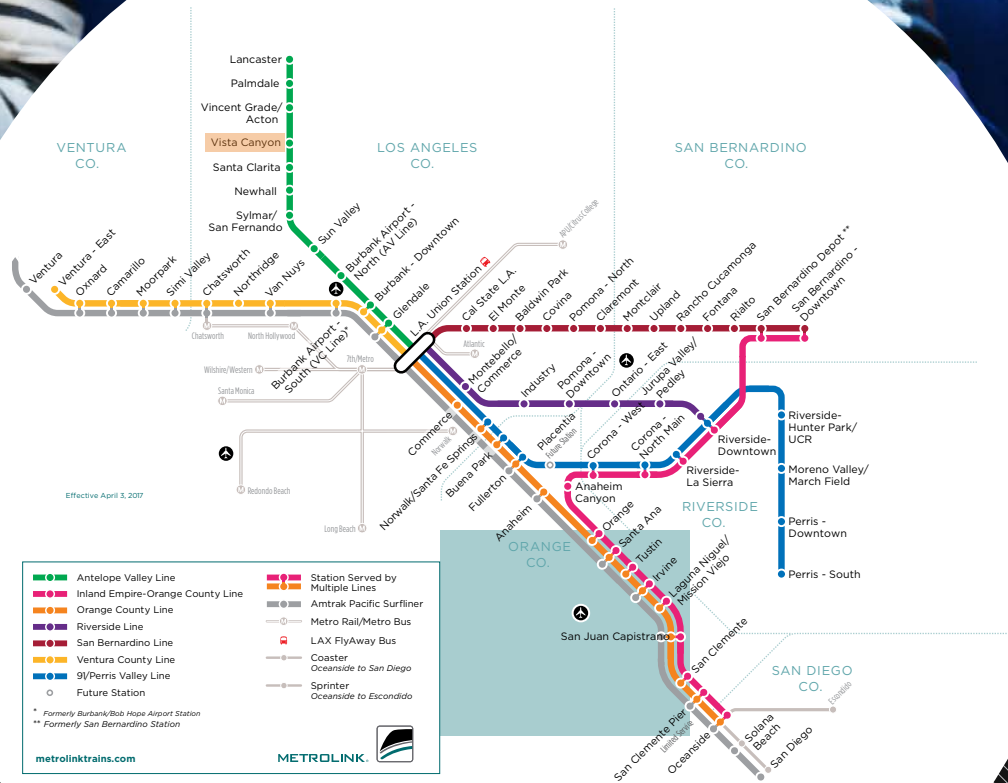 VENTURA
CO.
LOS ANGELES
CO.
SAN BERNARDINO
CO.
Lancaster
Palmdale
Vincent Grade/
Acton
Vista Canyon
Santa Clarita
Newhall
Sylmar/
San Fernando
Sun Valley
Burbank Airport -
North (AV Line)
Burbank - Downtown
Glendale
L.A. Union Station
Ventura
Ventura - East
Oxnard
Camarillo
Moorpark
Simi Valley
Chatsworth
Northridge
Van Nuys
Burbank Airport -
South (VC Line)*
Chatsworth
North Hollywood
Wilshire/Western
7th/Metro
Santa Monica
Atlantic
APU/Citrus College
Norwalk
Redondo Beach
Long Beach
Cal State L.A.
El Monte
Baldwin Park
Covina
Pomona - North
Claremont
Montclair
Upland
Rancho Cucamonga
Fontana
Rialto
San Bernardino Depot **
San Bernardino -
Downtown
Montebello/
Commerce
Industry
Pomona -
Downtown
Ontario - East
Jurupa Valley/
Pedley
Riverside-
Downtown
Riverside-
La Sierra
Corona -
North Main
Corona - West
Placentia
Future Station
Riverside-
Hunter Park/
UCR
Moreno Valley/
March Field
Perris -
Downtown
Perris - South
Commerce
Norwalk/Santa Fe Springs
Buena Park
Fullerton
Anaheim
Anaheim
Canyon
Orange
Santa Ana
Tustin
Irvine
Laguna Niguel/
Mission Viejo
San Juan Capistrano
San Clemente
San Clemente Pier
Limited Service
Oceanside
Solana
Beach
San Diego
Escondido
ORANGE
CO.
RIVERSIDE
CO.
SAN DIEGO
CO.
Effective April 3, 2017
Antelope Valley Line
Inland Empire-Orange County Line
Orange County Line
Riverside Line
San Bernardino Line
Ventura County Line
91/Perris Valley Line
Future Station
* Formerly Burbank/Bob Hope Airport Station
** Formerly San Bernardino Station
Station Served by
Multiple Lines
Amtrak Pacific Surfliner
Metro Rail/Metro Bus
LAX FlyAway Bus
Coaster
Oceanside to San Diego
Sprinter
Oceanside to Escondido
metrolinktrains.com
METROLINK®